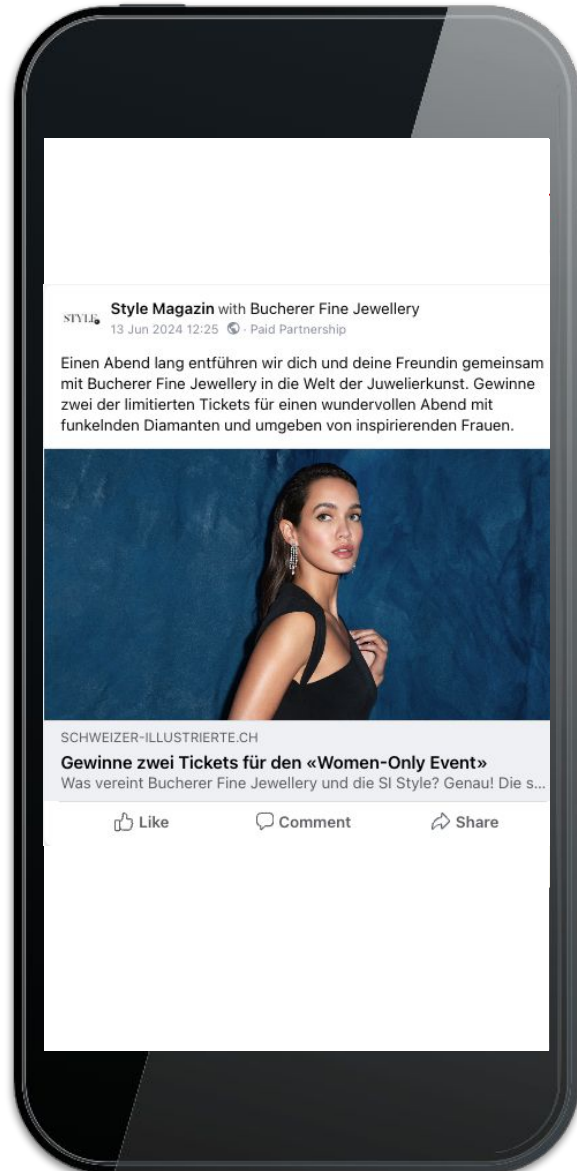 STYLE
Style Magazin with Bucherer Fine Jewellery
13 Jun 2024 12:25 · Paid Partnership
Einen Abend lang entführen wir dich und deine Freundin gemeinsam
mit Bucherer Fine Jewellery in die Welt der Juwelierkunst. Gewinne
zwei der limitierten Tickets für einen wundervollen Abend mit
funkelnden Diamanten und umgeben von inspirierenden Frauen.
SCHWEIZER-ILLUSTRIERTE.CH
Gewinne zwei Tickets für den «Women-Only Event»
Was vereint Bucherer Fine Jewellery und die SI Style? Genau! Die s...
Like Comment Share